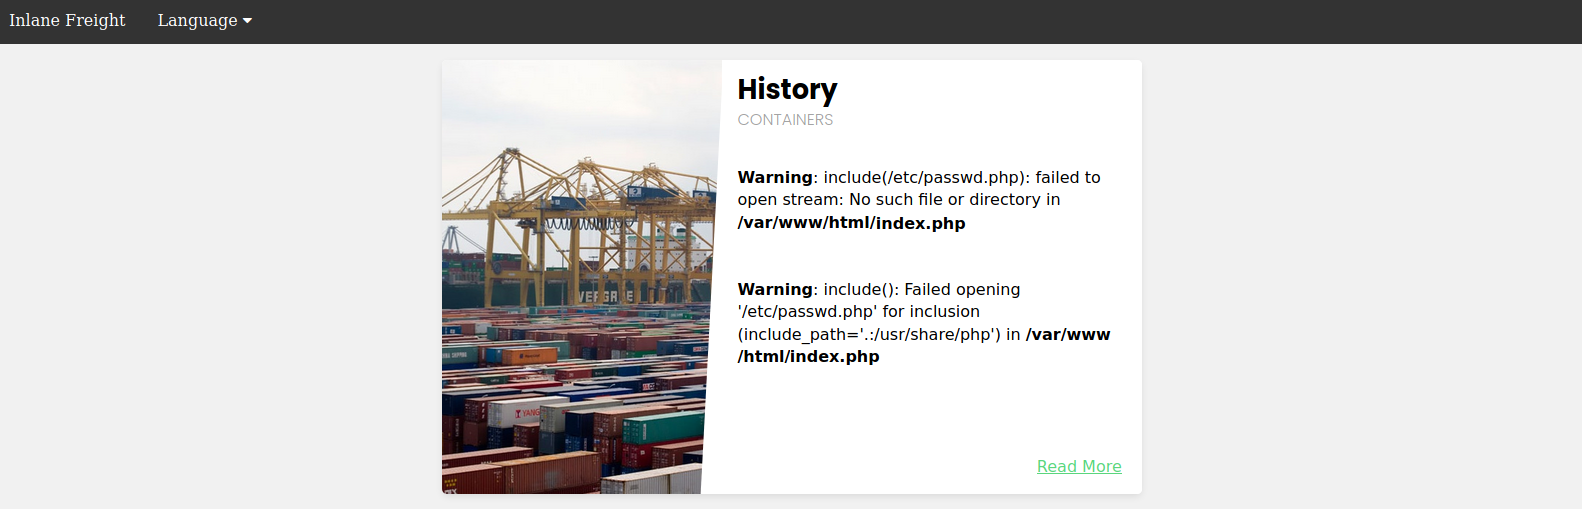 Inlane Freight Language
History
CONTAINERS
Warning: include(/etc/passwd.php): failed to
open stream: No such file or directory in
/var/www/html/index.php
Warning: include(): Failed opening
'/etc/passwd.php' for inclusion
(include_path='.:/usr/share/php') in /var/www
/html/index.php
Read More